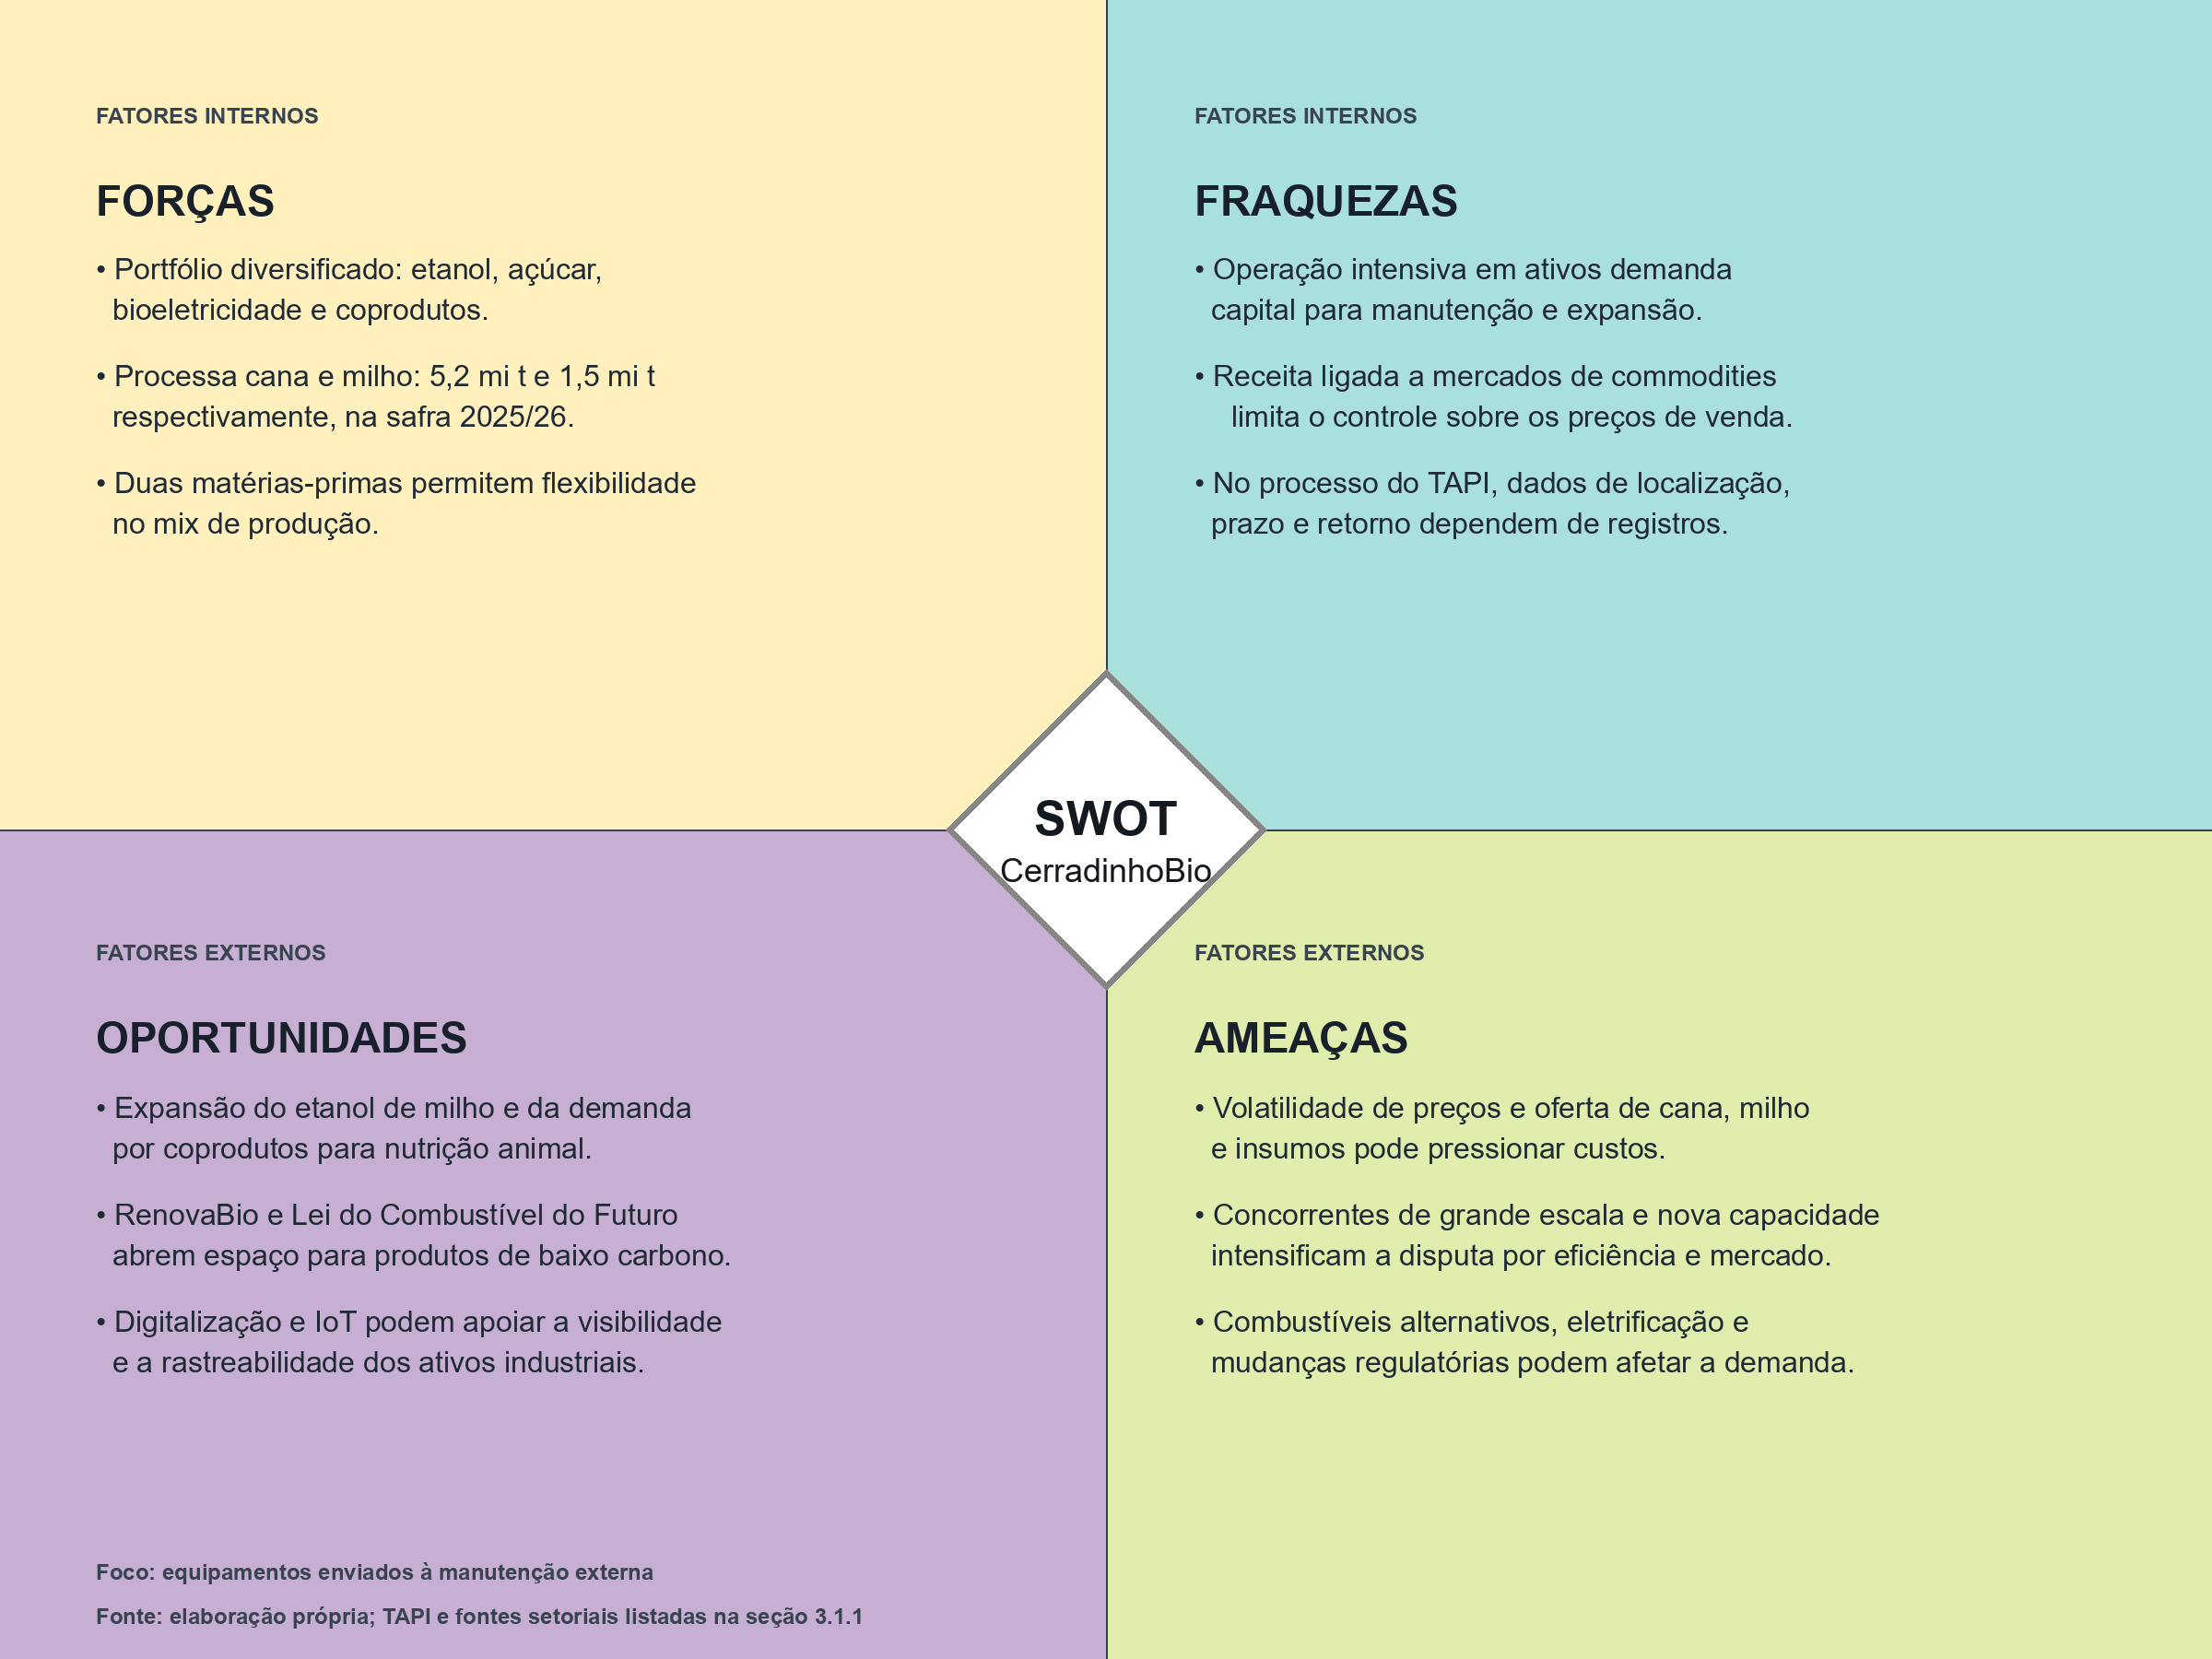 FATORES INTERNOS
FORÇAS
• Portfólio diversificado: etanol, açúcar,
bioeletricidade e coprodutos.
• Processa cana e milho: 5,2 mi t e 1,5 mi t
respectivamente, na safra 2025/26.
• Duas matérias-primas permitem flexibilidade
no mix de produção.
FATORES INTERNOS
FRAQUEZAS
• Operação intensiva em ativos demanda
capital para manutenção e expansão.
• Receita ligada a mercados de commodities
limita o controle sobre os preços de venda.
• No processo do TAPI, dados de localização,
prazo e retorno dependem de registros.
SWOT
CerradinhoBio
FATORES EXTERNOS
OPORTUNIDADES
• Expansão do etanol de milho e da demanda
por coprodutos para nutrição animal.
• RenovaBio e Lei do Combustível do Futuro
abrem espaço para produtos de baixo carbono.
• Digitalização e IoT podem apoiar a visibilidade
e a rastreabilidade dos ativos industriais.
Foco: equipamentos enviados à manutenção externa
Fonte: elaboração própria; TAPI e fontes setoriais listadas na seção 3.1.1
FATORES EXTERNOS
AMEAÇAS
• Volatilidade de preços e oferta de cana, milho
e insumos pode pressionar custos.
• Concorrentes de grande escala e nova capacidade
intensificam a disputa por eficiência e mercado.
• Combustíveis alternativos, eletrificação e
mudanças regulatórias podem afetar a demanda.